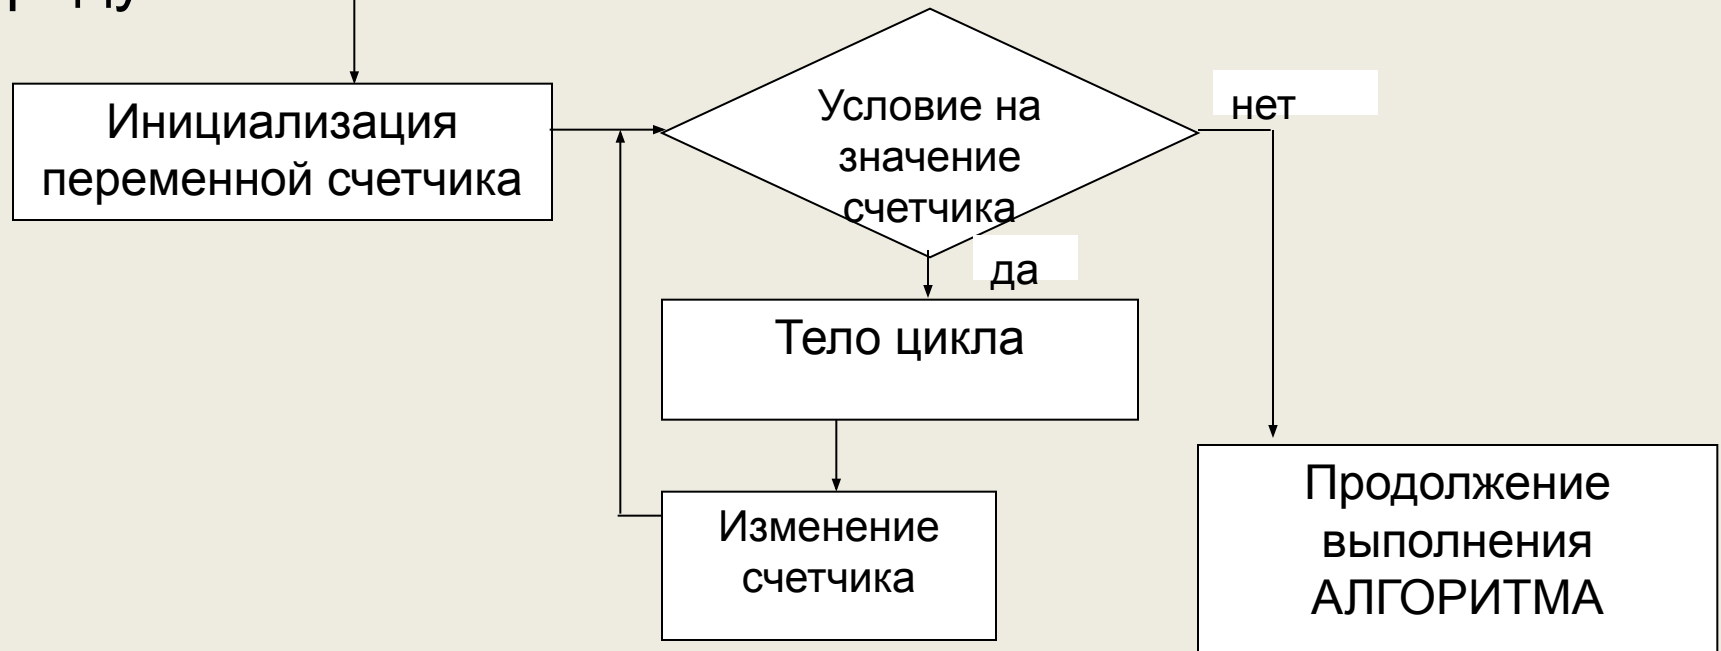 Инициализация
переменной счетчика
Условие на
значение
счетчика
нет
да
Тело цикла
Изменение
счетчика
Продолжение
выполнения
АЛГОРИТМА